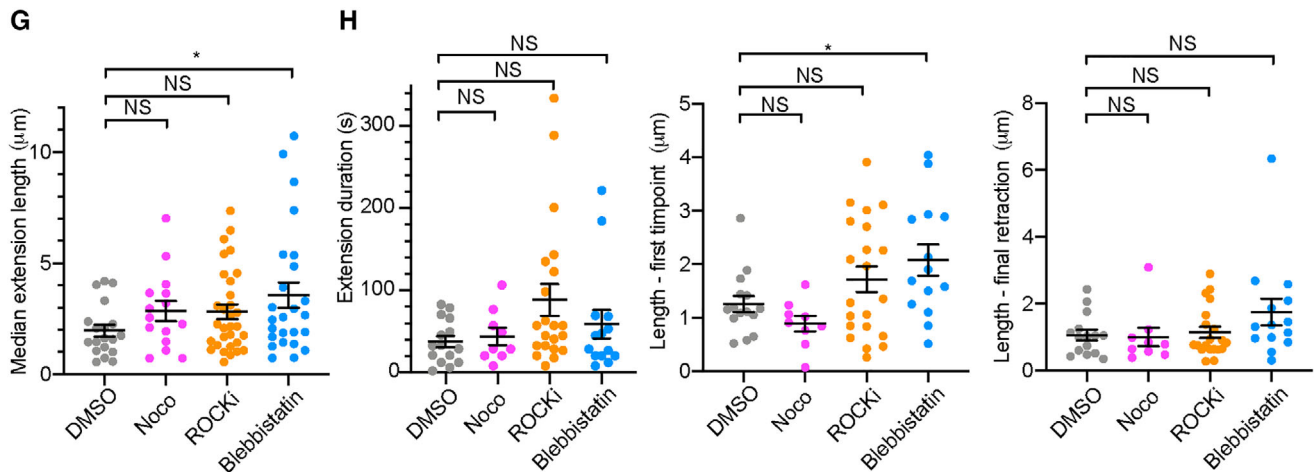 G
H
*
NS
NS
Median extension length (μm)
10
5
0
DMSO
Noco
ROCKi
Blebbistatin
NS
NS
NS
Extension duration (s)
300
200
100
0
DMSO
Noco
ROCKi
Blebbistatin
*
NS
NS
Length - first timpoint (μm)
5
4
3
2
1
0
DMSO
Noco
ROCKi
Blebbistatin
NS
NS
NS
Length - final retraction (μm)
8
6
4
2
0
DMSO
Noco
ROCKi
Blebbistatin